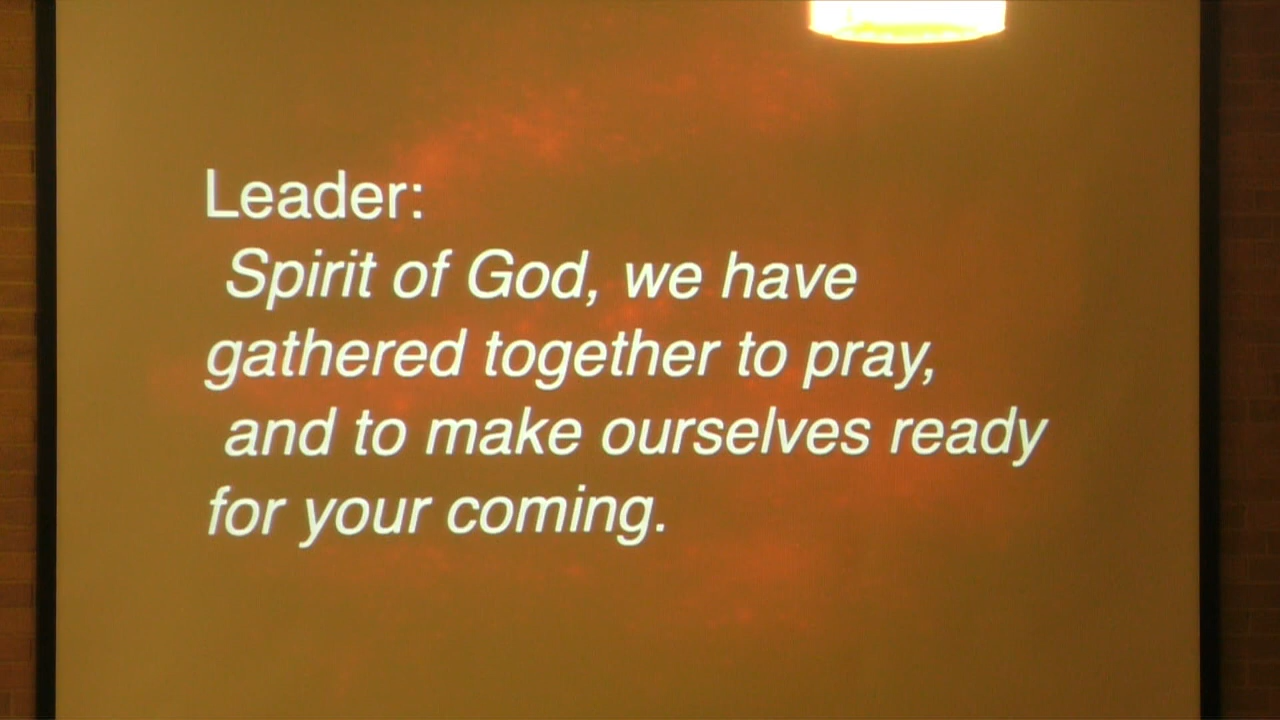 Leader:
Spirit of God, we have
gathered together to pray,
and to make ourselves ready
for your coming.